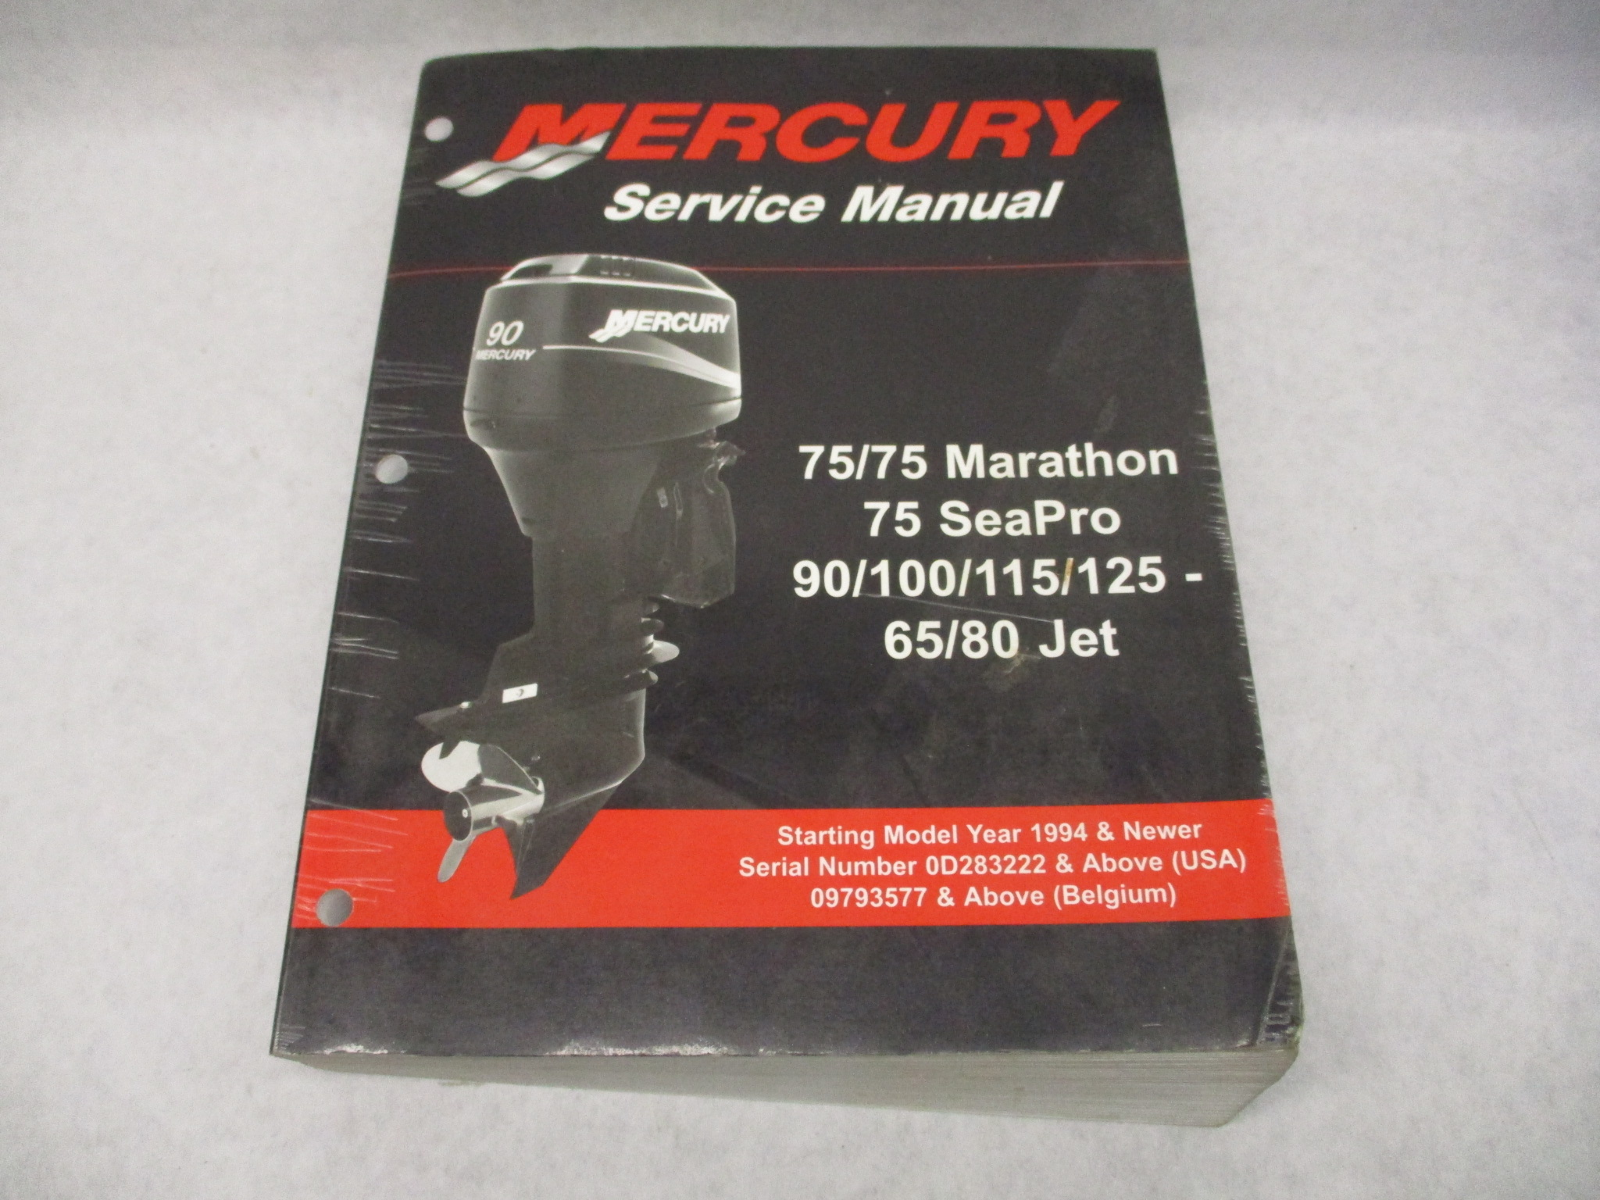 MERCURY
Service Manual
90
MERCURY
MERCURY
75/75 Marathon
75 SeaPro
90/100/115/125 -
65/80 Jet
Starting Model Year 1994 & Newer
Serial Number 0D283222 & Above (USA)
09793577 & Above (Belgium)